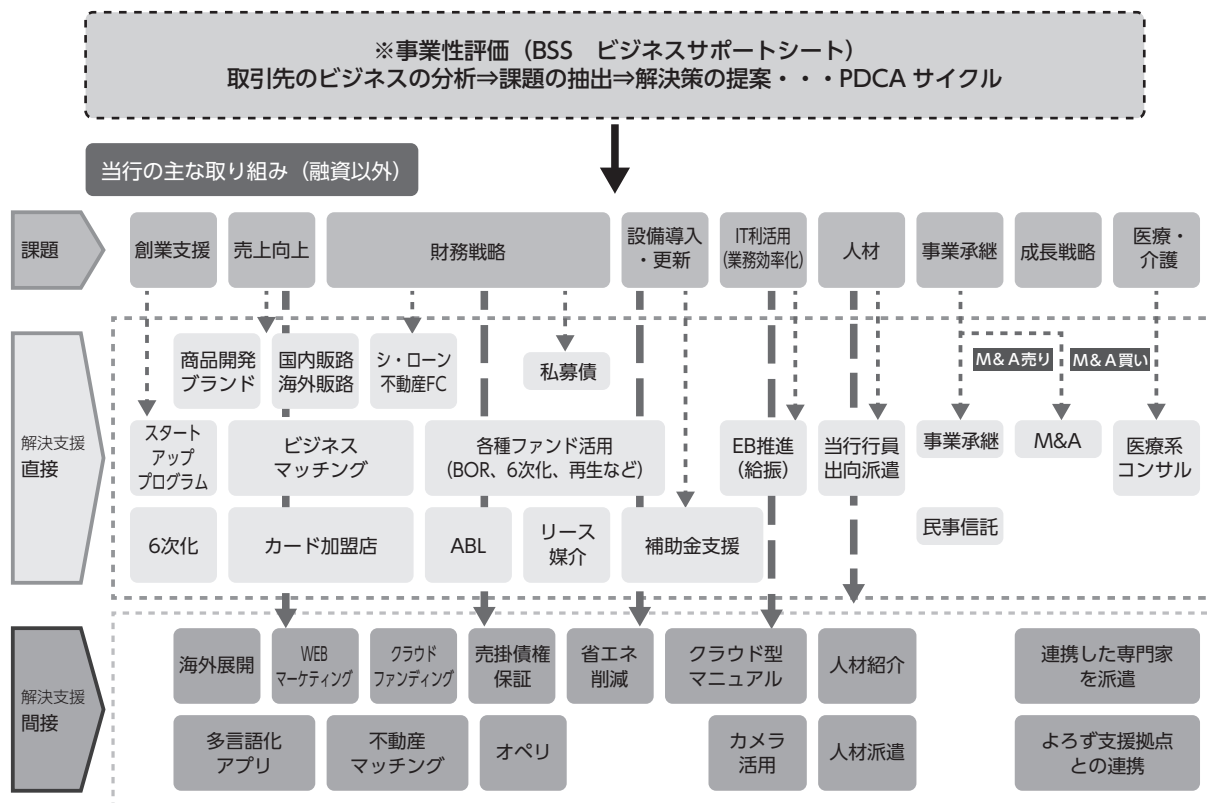 ※事業性評価（BSS　ビジネスサポートシート）
取引先のビジネスの分析⇒課題の抽出⇒解決策の提案・・・PDCA サイクル
当行の主な取り組み（融資以外）
課題
創業支援
売上向上
財務戦略
設備導入
・更新
IT利活用
(業務効率化)
人材
事業承継
成長戦略
医療・
介護
解決支援
直接
商品開発
ブランド
国内販路
海外販路
シ・ローン
不動産FC
私募債
M&A売り
M&A買い
スタート
アップ
プログラム
ビジネス
マッチング
各種ファンド活用
（BOR、6次化、再生など）
EB推進
（給振）
当行行員
出向派遣
事業承継
M&A
医療系
コンサル
6次化
カード加盟店
ABL
リース
媒介
補助金支援
民事信託
解決支援
間接
海外展開
WEB
マーケティング
クラウド
ファンディング
売掛債権
保証
省エネ
削減
クラウド型
マニュアル
人材紹介
連携した専門家
を派遣
多言語化
アプリ
不動産
マッチング
オペリ
カメラ
活用
人材派遣
よろず支援拠点
との連携